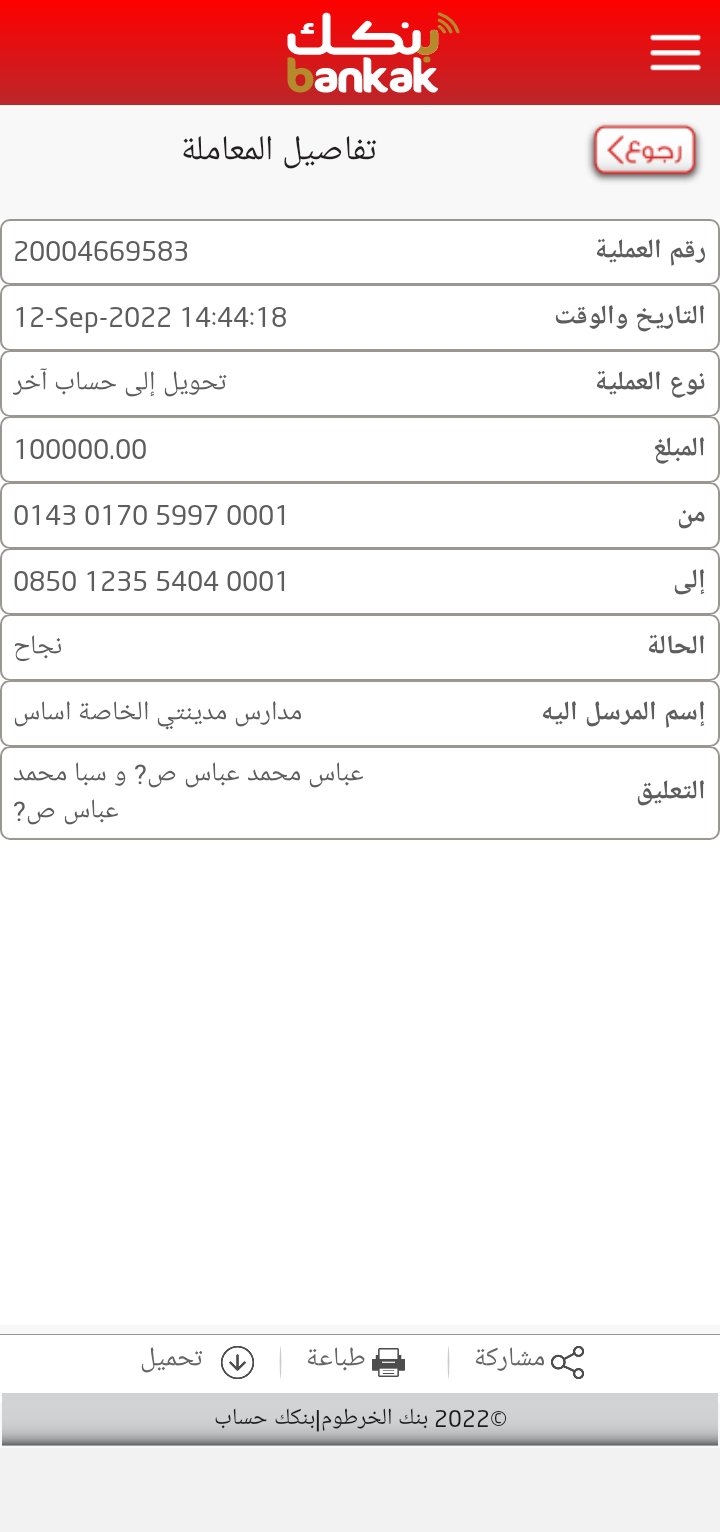 بنكك
bankak
رجوع
تفاصيل المعاملة
رقم العملية 20004669583
التاريخ والوقت 12-Sep-2022 14:44:18
نوع العملية تحويل إلى حساب آخر
المبلغ 100000.00
من 0143 0170 5997 0001
إلى 0850 1235 5404 0001
الحالة نجاح
إسم المرسل اليه مدارس مدينتي الخاصة اساس
التعليق عباس محمد عباس ص? و سبا محمد
عباس ص?
مشاركة | طباعة | تحميل
©2022 بنك الخرطوم|بنكك حساب